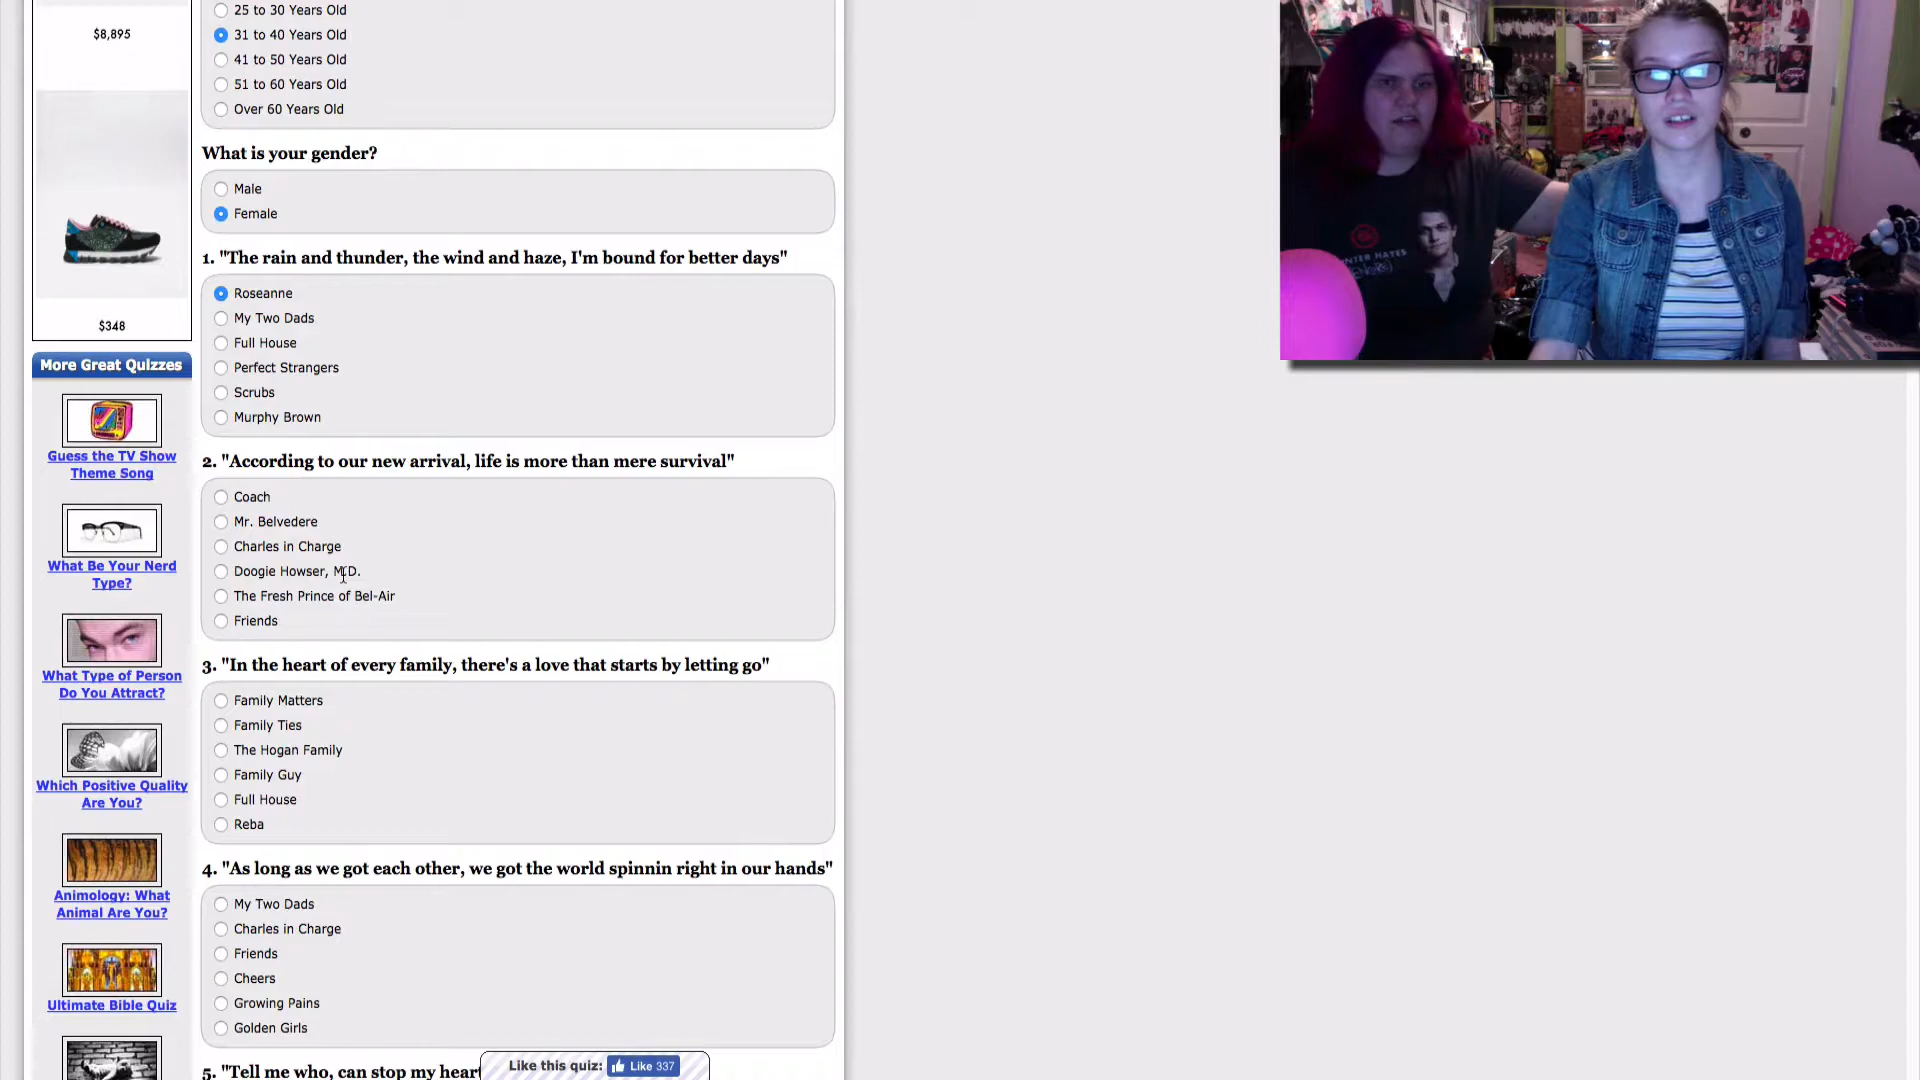 $8,895
$348
More Great Quizzes
Guess the TV Show
Theme Song
What Be Your Nerd
Type?
What Type of Person
Do You Attract?
Which Positive Quality
Are You?
Animology: What
Animal Are You?
Ultimate Bible Quiz
25 to 30 Years Old
31 to 40 Years Old
41 to 50 Years Old
51 to 60 Years Old
Over 60 Years Old
What is your gender?
Male
Female
1. "The rain and thunder, the wind and haze, I'm bound for better days"
Roseanne
My Two Dads
Full House
Perfect Strangers
Scrubs
Murphy Brown
2. "According to our new arrival, life is more than mere survival"
Coach
Mr. Belvedere
Charles in Charge
Doogie Howser, M.D.
The Fresh Prince of Bel-Air
Friends
3. "In the heart of every family, there's a love that starts by letting go"
Family Matters
Family Ties
The Hogan Family
Family Guy
Full House
Reba
4. "As long as we got each other, we got the world spinnin right in our hands"
My Two Dads
Charles in Charge
Friends
Cheers
Growing Pains
Golden Girls
5. "Tell me who, can stop my hear
Like this quiz: Like 337
HATES